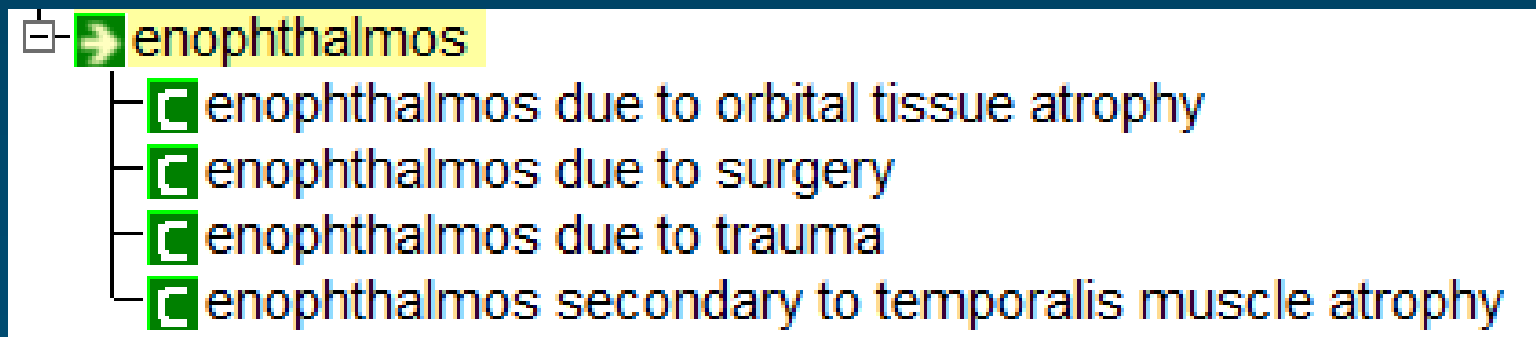 enophthalmos
enophthalmos due to orbital tissue atrophy
enophthalmos due to surgery
enophthalmos due to trauma
enophthalmos secondary to temporalis muscle atrophy